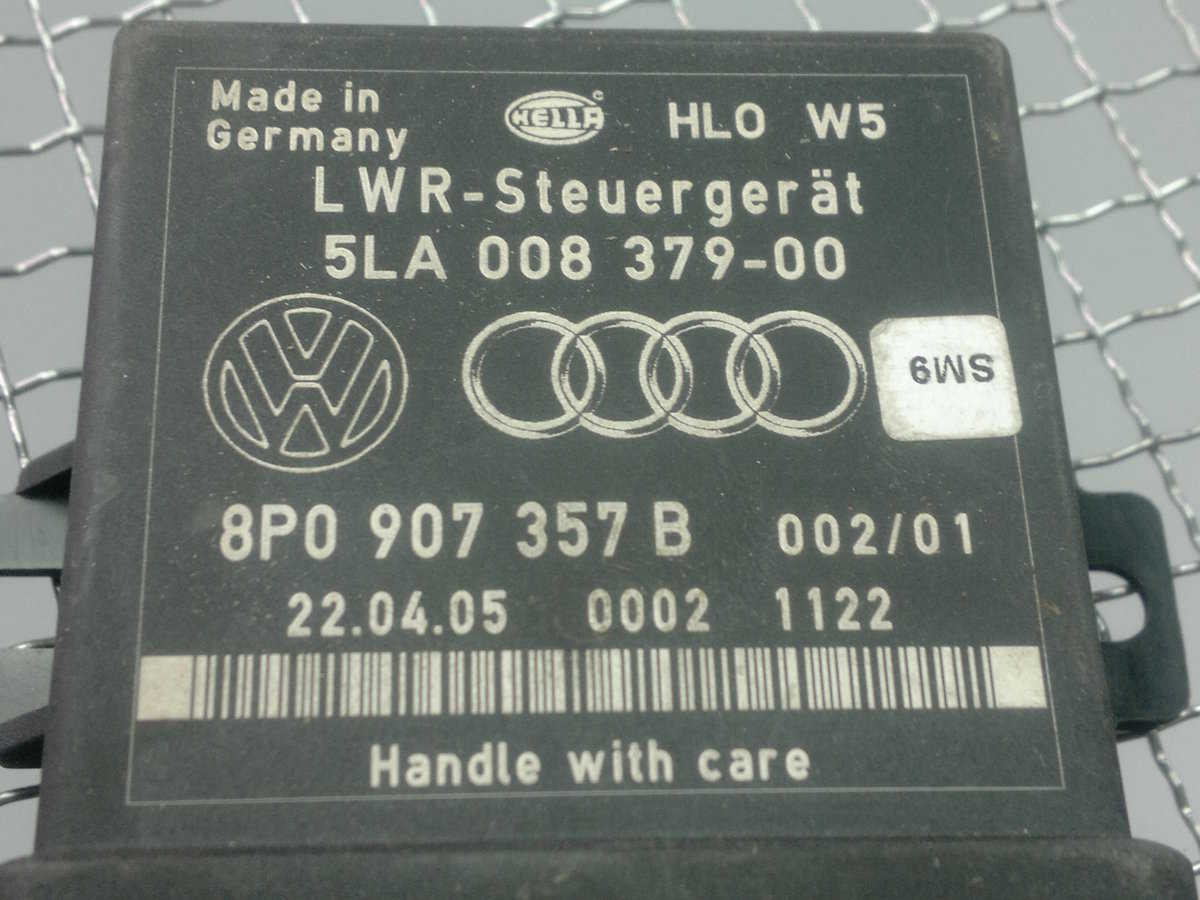 Made in
Germany
HELLA
HLO W5
LWR-Steuergerät
5LA 008 379-00
SM9
8P0 907 357 B 002/01
22.04.05 0002 1122
Handle with care